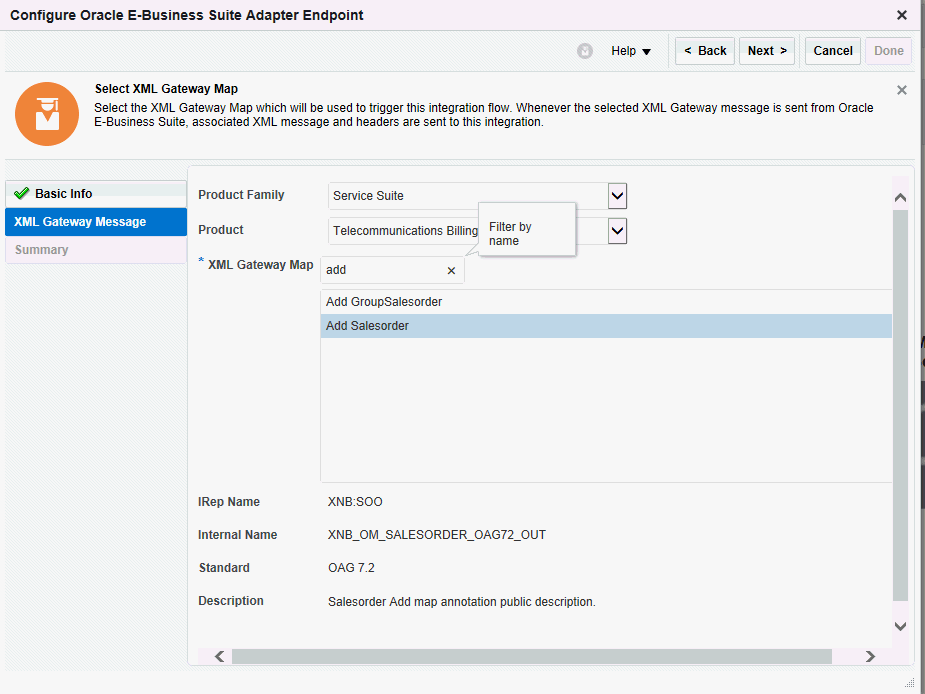 Configure Oracle E-Business Suite Adapter Endpoint
Help
< Back
Next >
Cancel
Done
Select XML Gateway Map
Select the XML Gateway Map which will be used to trigger this integration flow. Whenever the selected XML Gateway message is sent from Oracle
E-Business Suite, associated XML message and headers are sent to this integration.
Basic Info
XML Gateway Message
Summary
Product Family
Service Suite
Product
Telecommunications Billing
Filter by
name
* XML Gateway Map
add
Add GroupSalesorder
Add Salesorder
IRep Name
XNB:SOO
Internal Name
XNB_OM_SALESORDER_OAG72_OUT
Standard
OAG 7.2
Description
Salesorder Add map annotation public description.